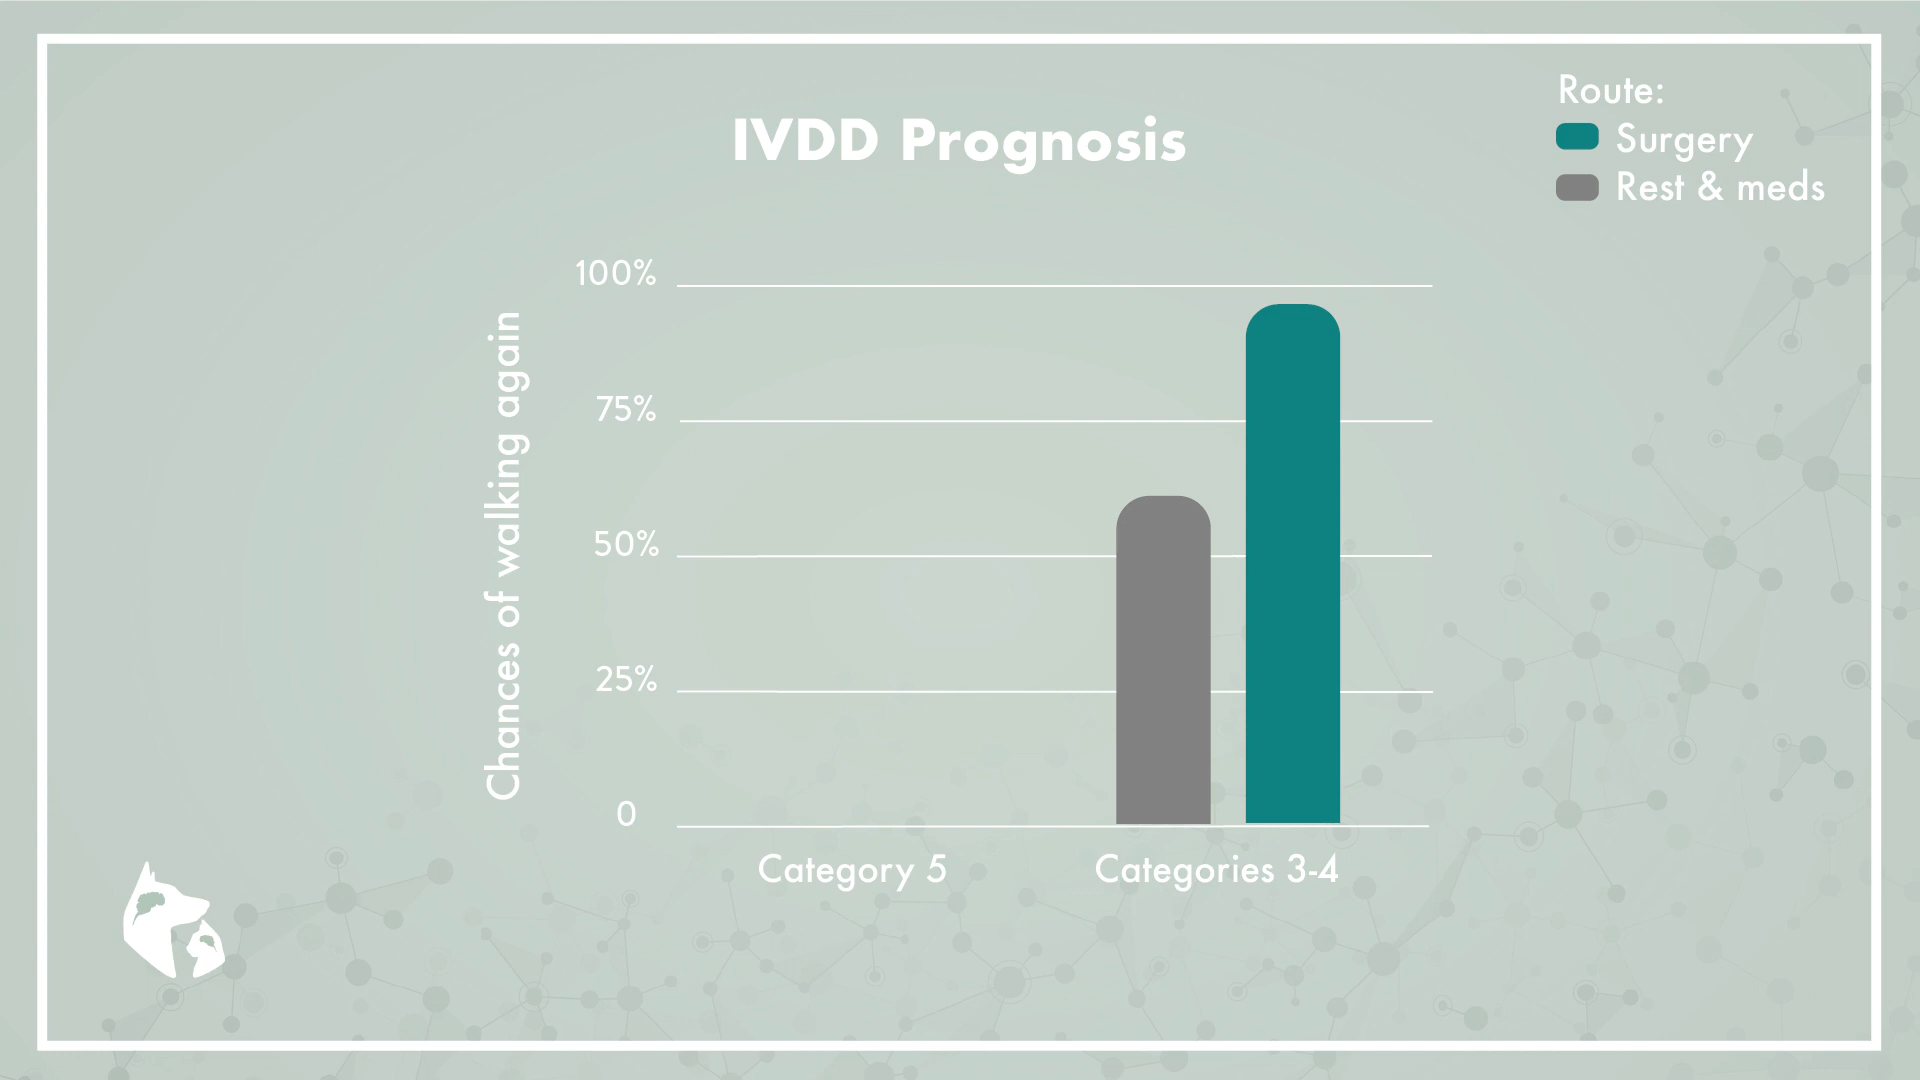 IVDD Prognosis
Route:
Surgery
Rest & meds
Chances of walking again
100%
75%
50%
25%
0
Category 5
Categories 3-4